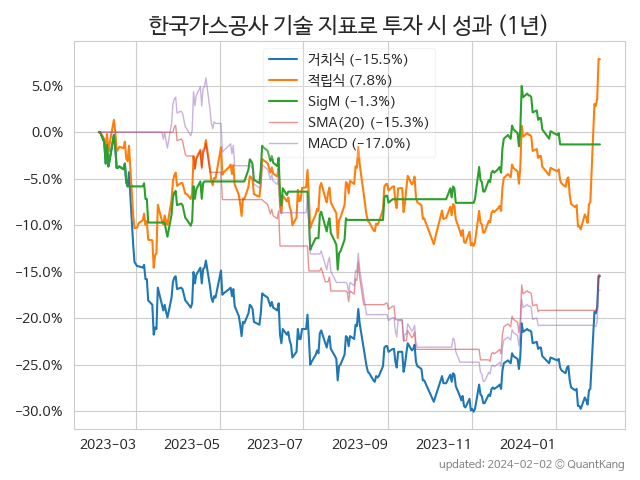 한국가스공사 기술 지표로 투자 시 성과 (1년)
거치식 (−15.5%)
적립식 (7.8%)
SigM (−1.3%)
SMA(20) (−15.3%)
MACD (−17.0%)
5.0%
0.0%
−5.0%
−10.0%
−15.0%
−20.0%
−25.0%
−30.0%
2023−03 2023−05 2023−07 2023−09 2023−11 2024−01
updated: 2024-02-02 ⓒ QuantKang